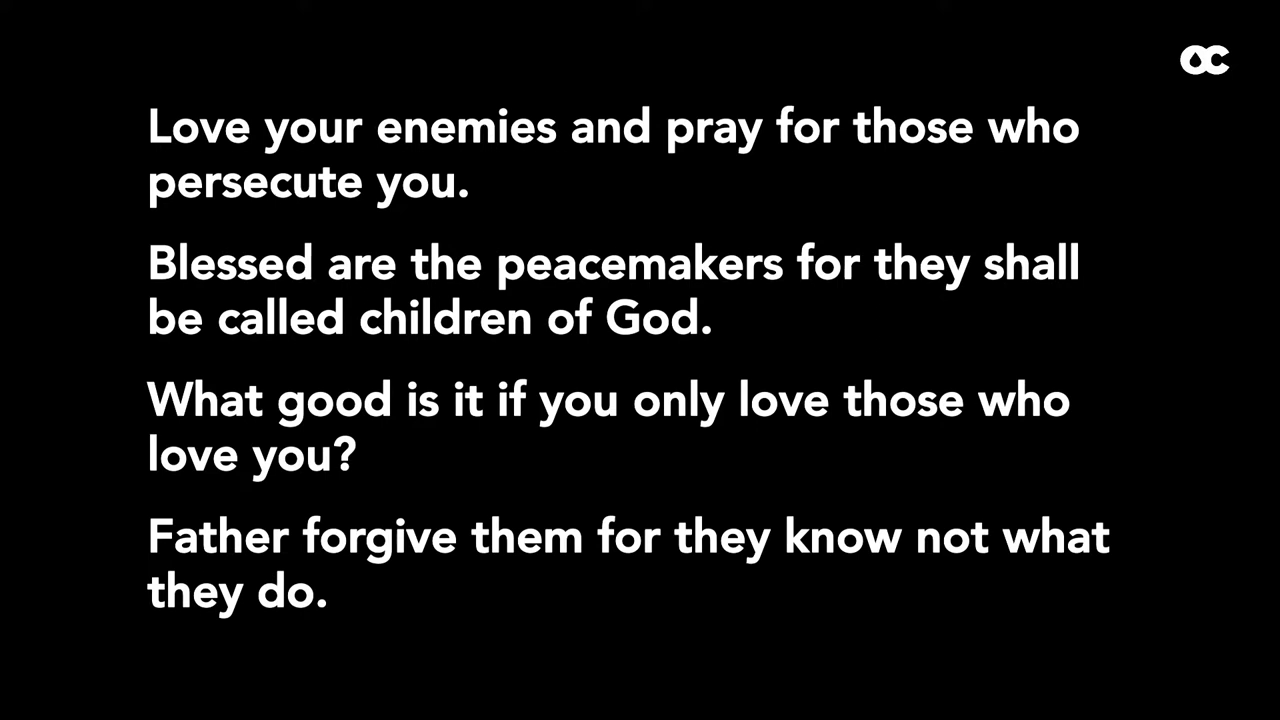 OC
Love your enemies and pray for those who
persecute you.
Blessed are the peacemakers for they shall
be called children of God.
What good is it if you only love those who
love you?
Father forgive them for they know not what
they do.